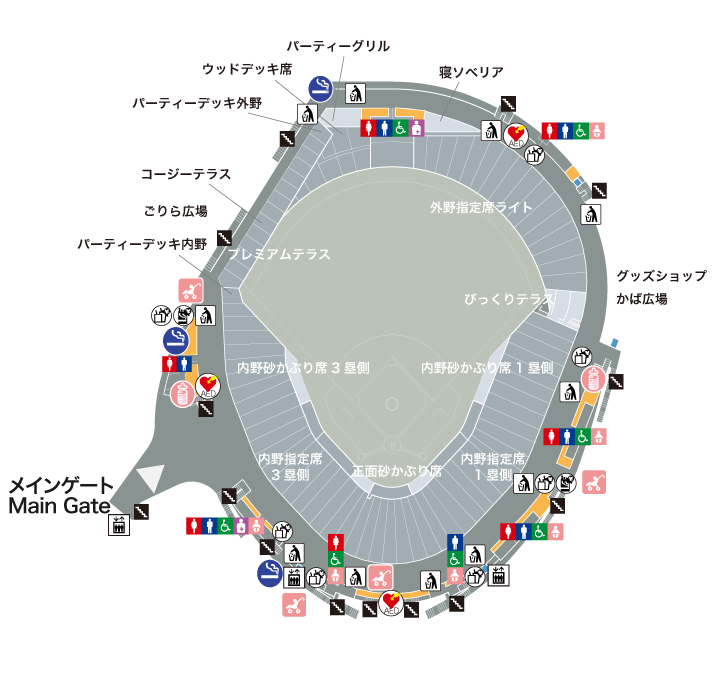 パーティーグリル
ウッドデッキ席
寝ソベリア
パーティーデッキ外野
AED
コージーテラス
ごりら広場
外野指定席ライト
パーティーデッキ内野
プレミアムテラス
グッズショップ
かば広場
びっくりテラス
内野砂かぶり席3塁側
内野砂かぶり席1塁側
AED
内野指定席
3塁側
正面砂かぶり席
内野指定席
1塁側
メインゲート
Main Gate
AED